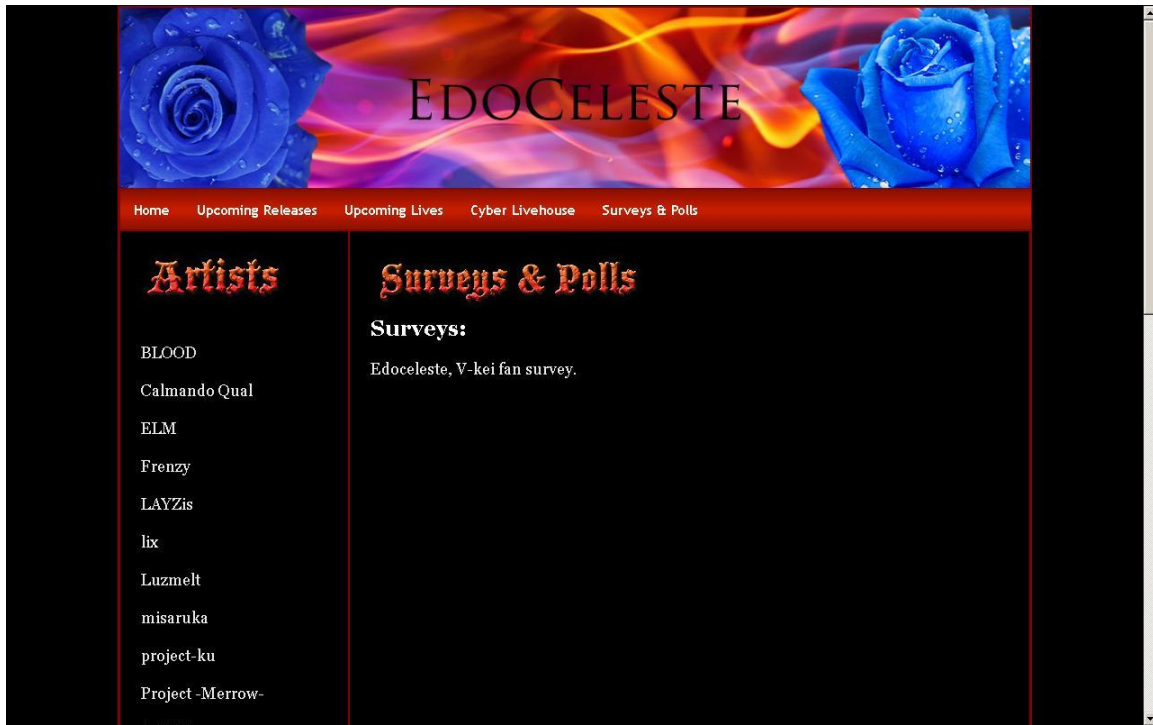 EDOCELESTE
Home Upcoming Releases Upcoming Lives Cyber Livehouse Surveys & Polls
Artists
BLOOD
Calmando Qual
ELM
Frenzy
LAYZis
lix
Luzmelt
misaruka
project-ku
Project -Merrow-
Surveys & Polls
Surveys:
Edoceleste, V-kei fan survey.